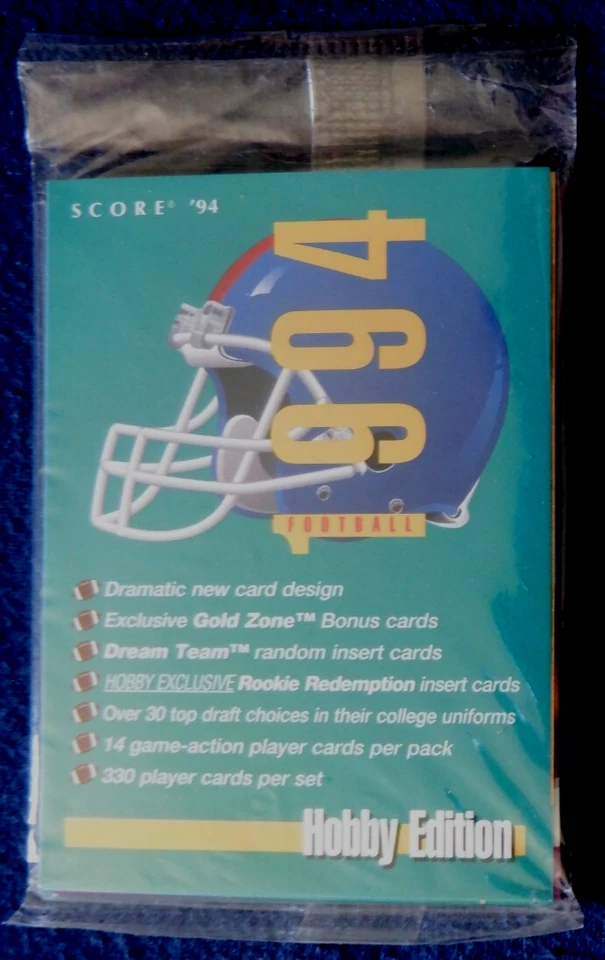 SCORE® '94
1994
FOOTBALL
Dramatic new card design
Exclusive Gold Zone™ Bonus cards
Dream Team™ random insert cards
HOBBY EXCLUSIVE Rookie Redemption insert cards
Over 30 top draft choices in their college uniforms
14 game-action player cards per pack
330 player cards per set
Hobby Edition